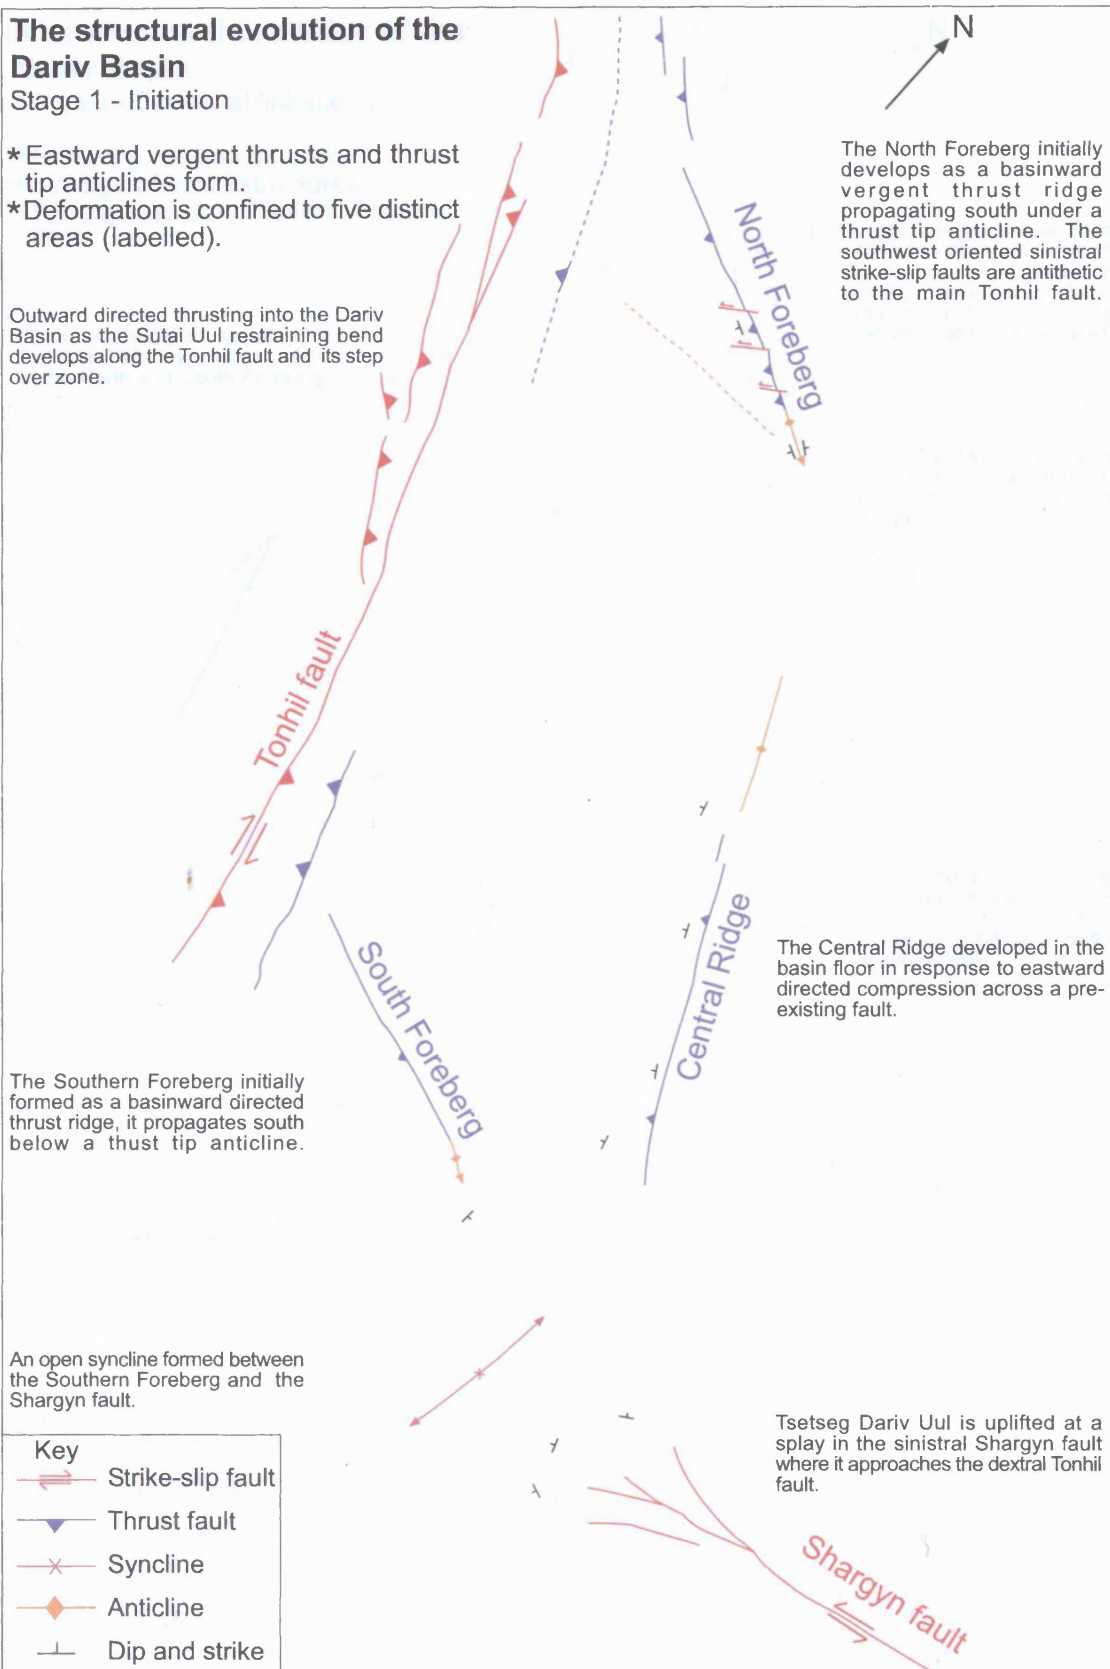 The structural evolution of the
Dariv Basin
Stage 1 - Initiation
* Eastward vergent thrusts and thrust
tip anticlines form.
* Deformation is confined to five distinct
areas (labelled).
Outward directed thrusting into the Dariv
Basin as the Sutai Uul restraining bend
develops along the Tonhil fault and its step
over zone.
N
The North Foreberg initially
develops as a basinward
vergent thrust ridge
propagating south under a
thrust tip anticline. The
southwest oriented sinistral
strike-slip faults are antithetic
to the main Tonhil fault.
North Foreberg
Tonhil fault
South Foreberg
Central Ridge
The Central Ridge developed in the
basin floor in response to eastward
directed compression across a pre-
existing fault.
The Southern Foreberg initially
formed as a basinward directed
thrust ridge, it propagates south
below a thust tip anticline.
An open syncline formed between
the Southern Foreberg and the
Shargyn fault.
Tsetseg Dariv Uul is uplifted at a
splay in the sinistral Shargyn fault
where it approaches the dextral Tonhil
fault.
Shargyn fault
Key
Strike-slip fault
Thrust fault
Syncline
Anticline
Dip and strike